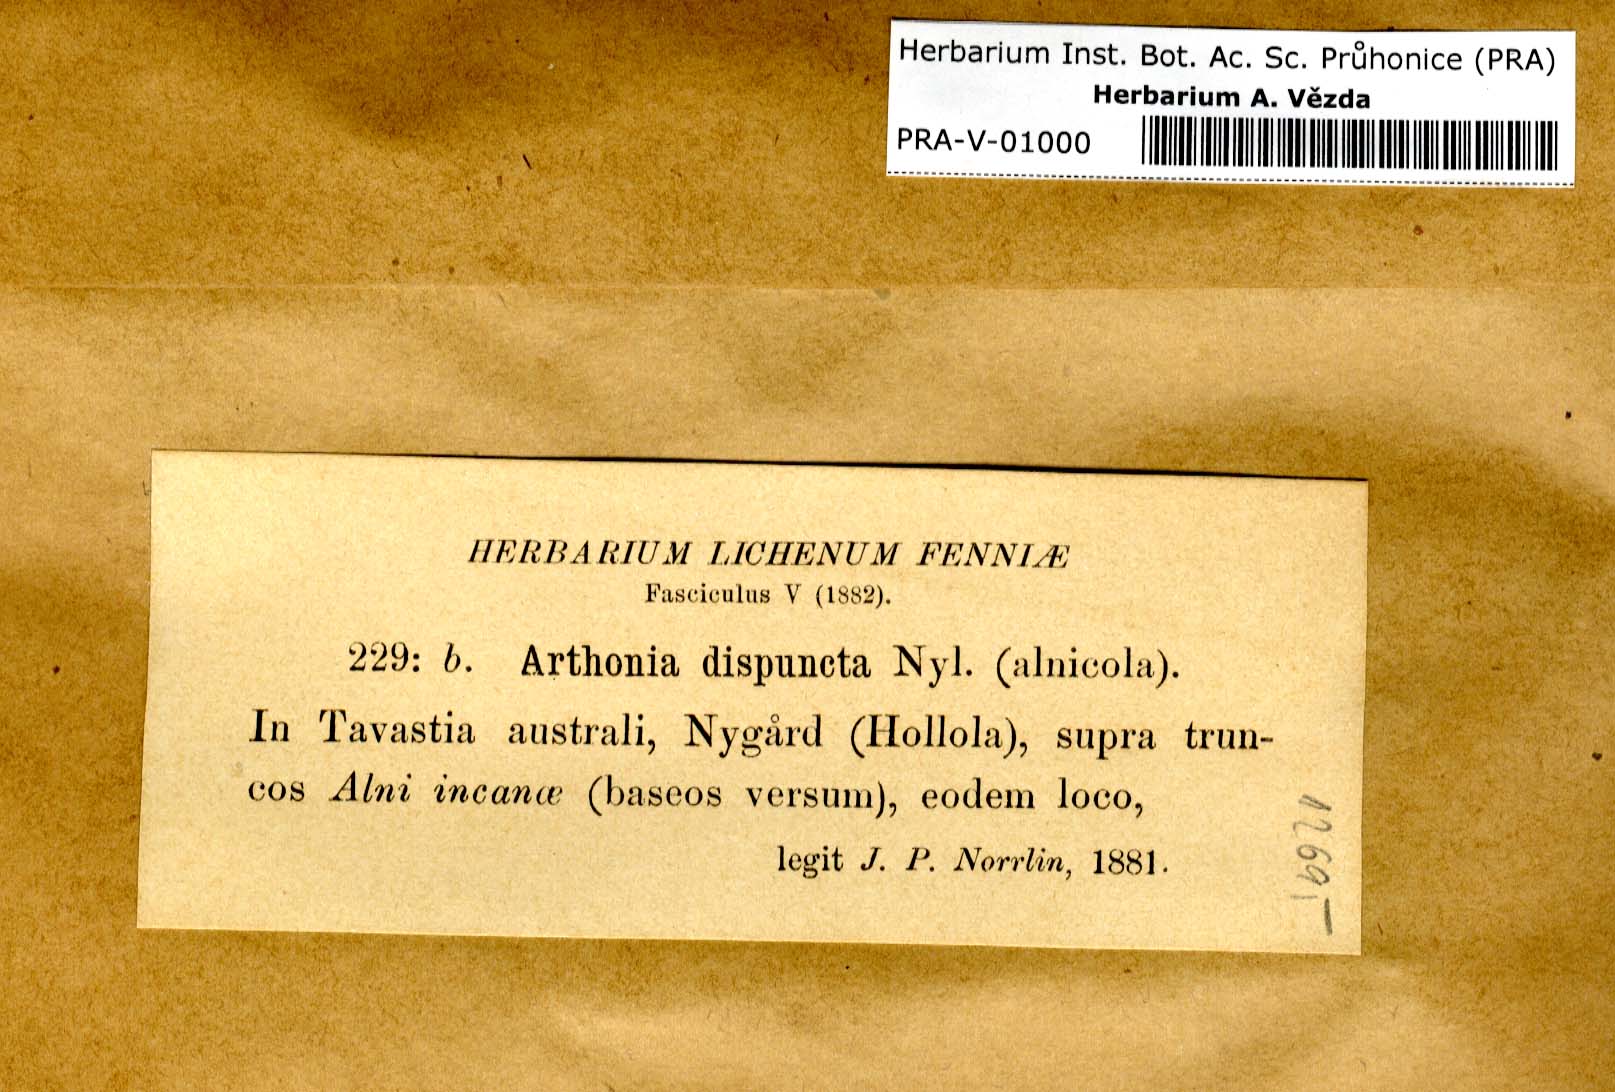 Herbarium Inst. Bot. Ac. Sc. Průhonice (PRA)
Herbarium A. Vězda
PRA-V-01000
HERBARIUM LICHENUM FENNIÆ
Fasciculus V (1882).
229: b. Arthonia dispuncta Nyl. (alnicola).
In Tavastia australi, Nygård (Hollola), supra trun-
cos Alni incanæ (baseos versum), eodem loco,
legit J. P. Norrlin, 1881.